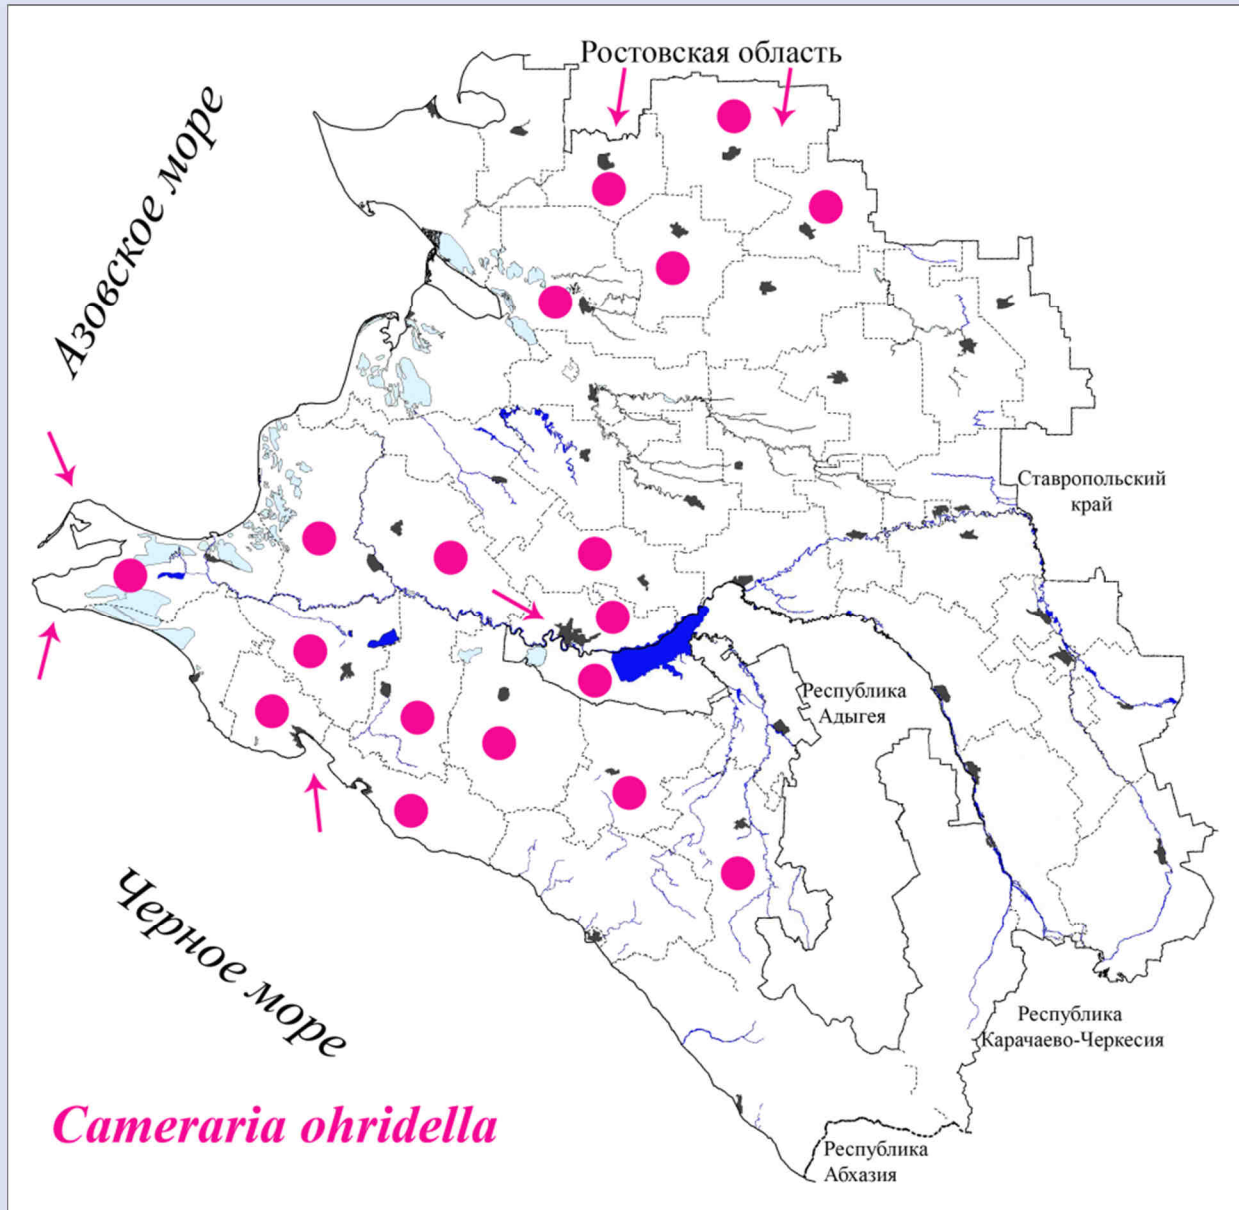 Ростовская область
Азовское море
Ставропольский
край
Республика
Адыгея
Черное море
Республика
Карачаево-Черкесия
Cameraria ohridella
Республика
Абхазия